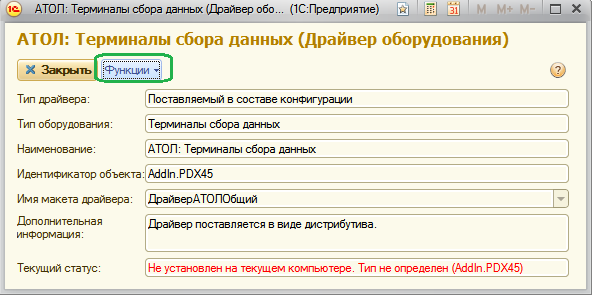 АТОЛ: Терминалы сбора данных (Драйвер обо... (1С:Предприятие)
M M+ M-
АТОЛ: Терминалы сбора данных (Драйвер оборудования)
Закрыть Функции
Тип драйвера: Поставляемый в составе конфигурации
Тип оборудования: Терминалы сбора данных
Наименование: АТОЛ: Терминалы сбора данных
Идентификатор объекта: AddIn.PDX45
Имя макета драйвера: ДрайверАТОЛОбщий
Дополнительная информация: Драйвер поставляется в виде дистрибутива.
Текущий статус: Не установлен на текущем компьютере. Тип не определен (AddIn.PDX45)